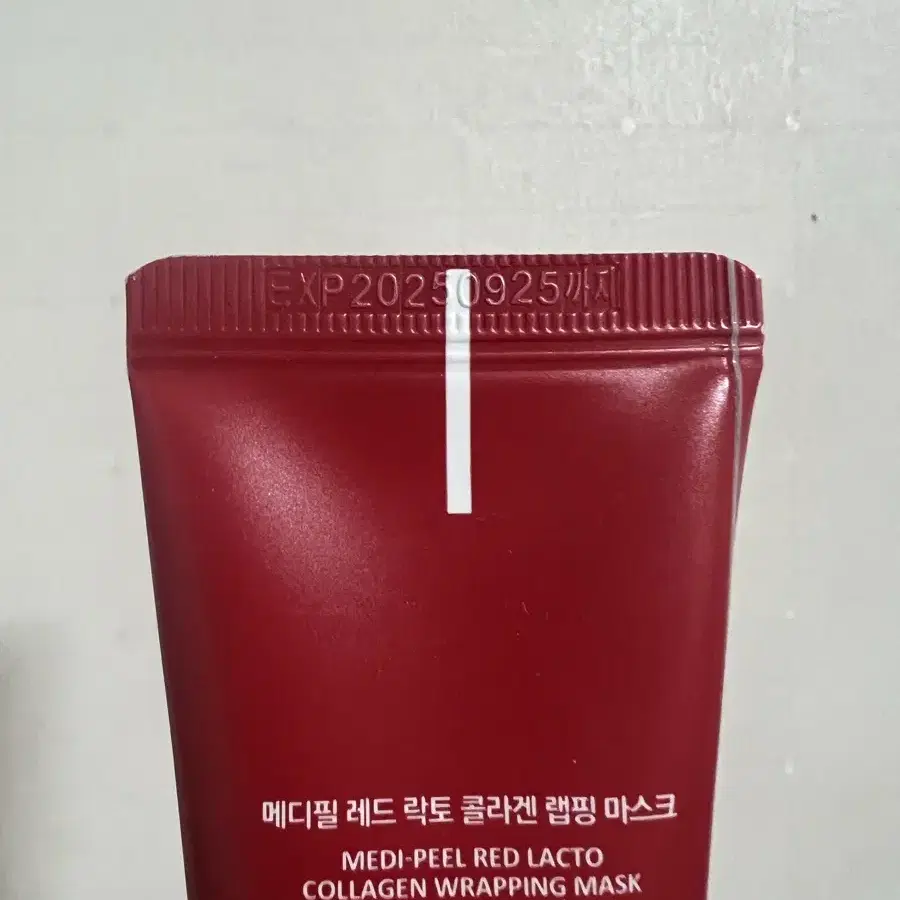 EXP20250925까지
메디필 레드 락토 콜라겐 랩핑 마스크
MEDI-PEEL RED LACTO
COLLAGEN WRAPPING MASK